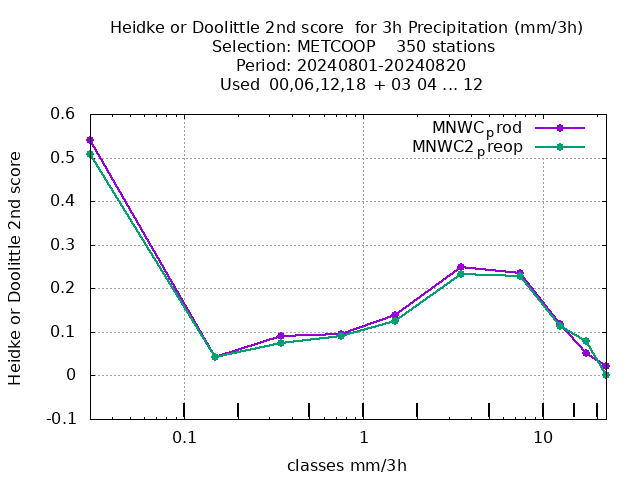 Heidke or Doolittle 2nd score  for 3h Precipitation (mm/3h)
Selection: METCOOP    350 stations
Period: 20240801-20240820
Used 00,06,12,18 + 03 04 ... 12
MNWCprod
MNWC2preop
0.6
0.5
0.4
0.3
0.2
0.1
0
-0.1
Heidke or Doolittle 2nd score
0.1 1 10
classes mm/3h